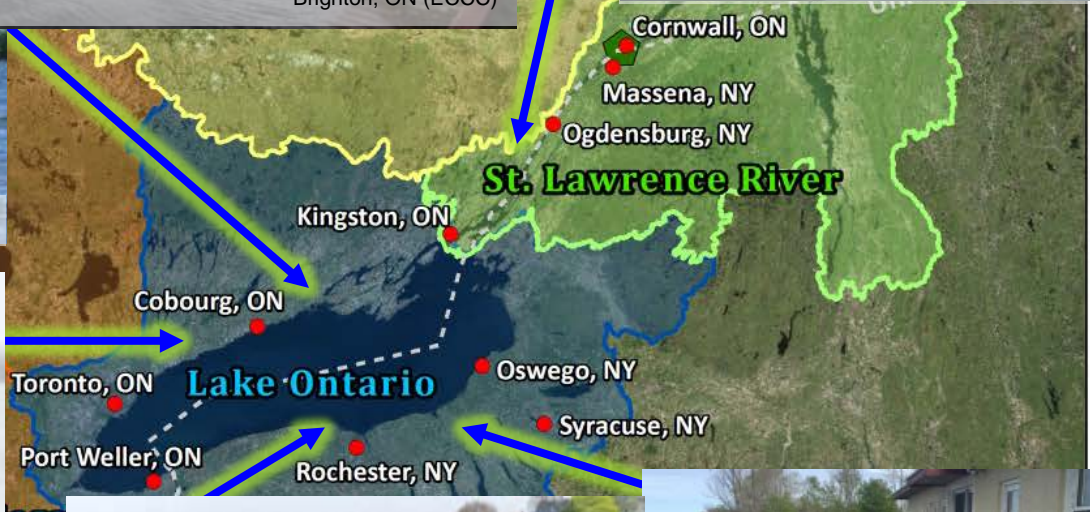 Brighton, ON (ECCC)
Cornwall, ON
Massena, NY
Ogdensburg, NY
St. Lawrence River
Kingston, ON
Cobourg, ON
Oswego, NY
Toronto, ON
Lake Ontario
Syracuse, NY
Port Weller, ON
Rochester, NY